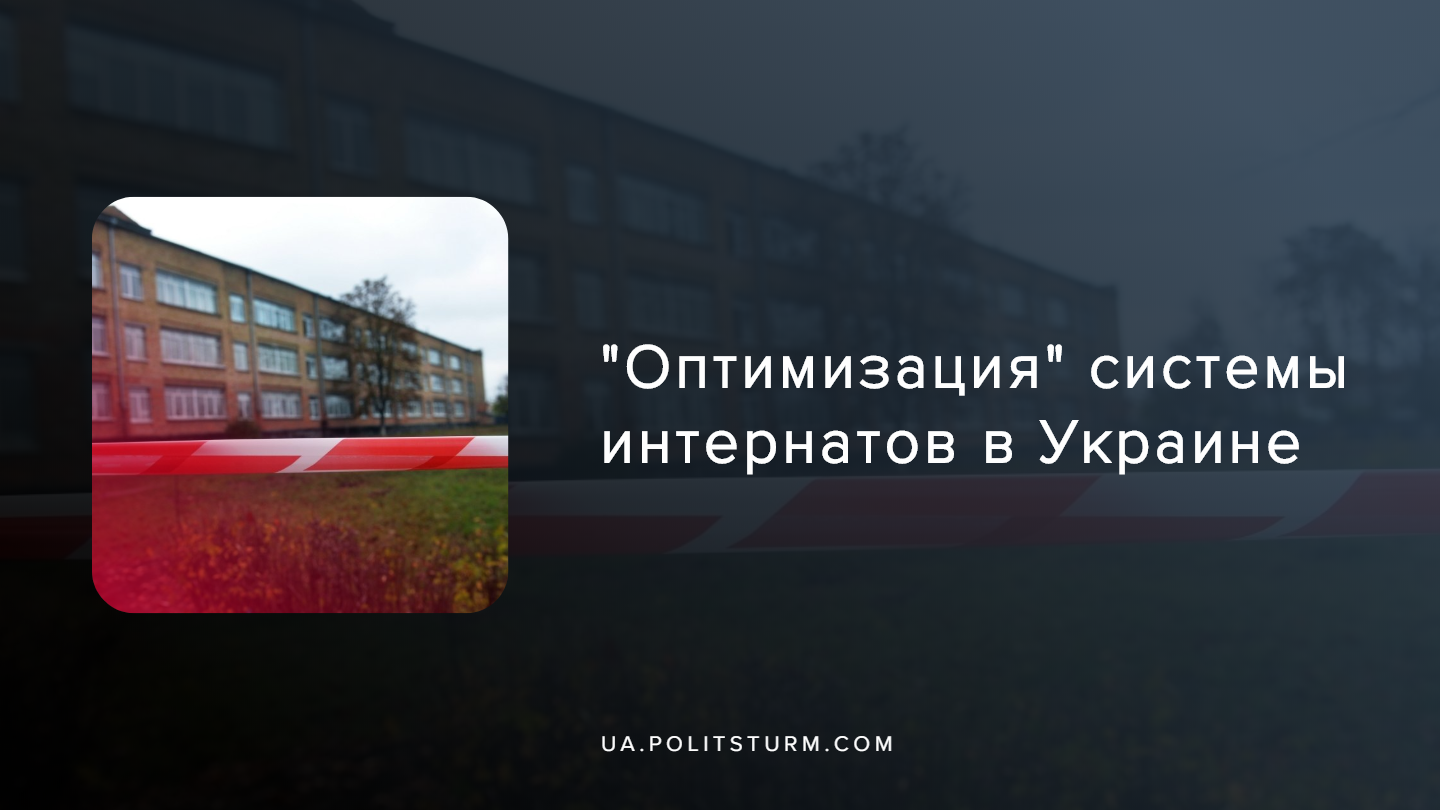 "Оптимизация" системы
интернатов в Украине
UA.POLITSTURM.COM